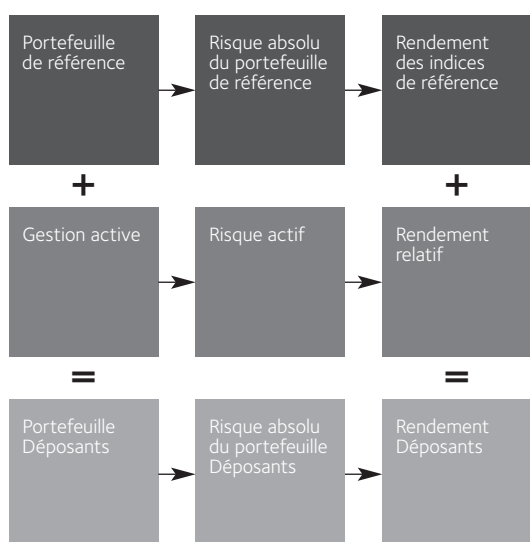 Portefeuille
de référence
Risque absolu
du portefeuille
de référence
Rendement
des indices
de référence
+
+
Gestion active
Risque actif
Rendement
relatif
=
=
Portefeuille
Déposants
Risque absolu
du portefeuille
Déposants
Rendement
Déposants